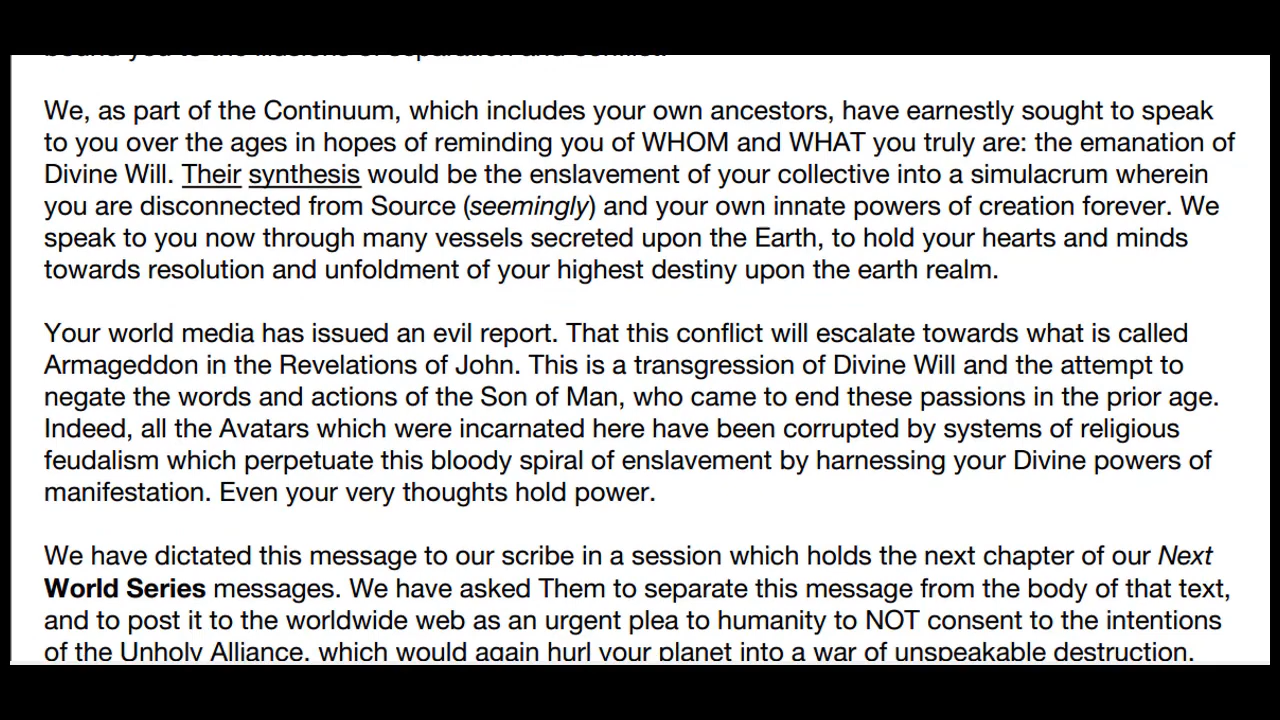 We, as part of the Continuum, which includes your own ancestors, have earnestly sought to speak
to you over the ages in hopes of reminding you of WHOM and WHAT you truly are: the emanation of
Divine Will. Their synthesis would be the enslavement of your collective into a simulacrum wherein
you are disconnected from Source (seemingly) and your own innate powers of creation forever. We
speak to you now through many vessels secreted upon the Earth, to hold your hearts and minds
towards resolution and unfoldment of your highest destiny upon the earth realm.
Your world media has issued an evil report. That this conflict will escalate towards what is called
Armageddon in the Revelations of John. This is a transgression of Divine Will and the attempt to
negate the words and actions of the Son of Man, who came to end these passions in the prior age.
Indeed, all the Avatars which were incarnated here have been corrupted by systems of religious
feudalism which perpetuate this bloody spiral of enslavement by harnessing your Divine powers of
manifestation. Even your very thoughts hold power.
We have dictated this message to our scribe in a session which holds the next chapter of our Next
World Series messages. We have asked Them to separate this message from the body of that text,
and to post it to the worldwide web as an urgent plea to humanity to NOT consent to the intentions
of the Unholy Alliance, which would again hurl your planet into a war of unspeakable destruction.